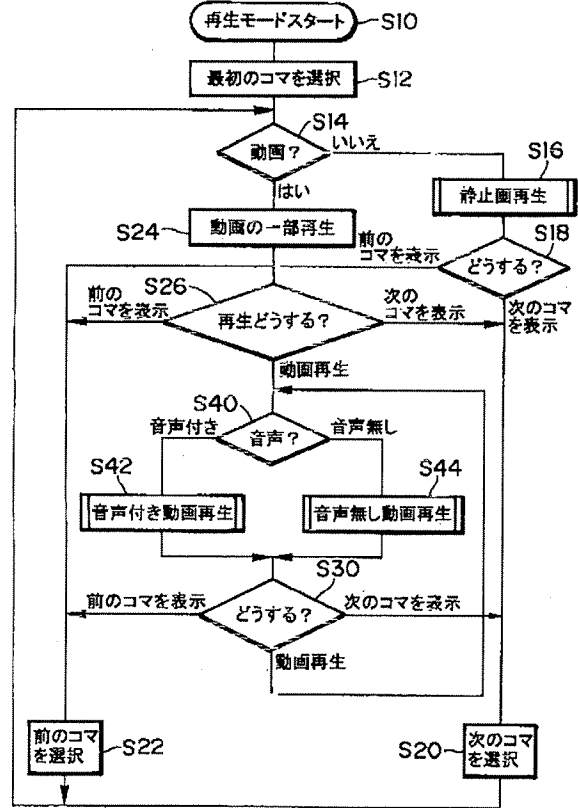 再生モードスタート
S10
最初のコマを選択
S12
S14
動画?
いいえ
はい
S16
静止画再生
S24
動画の一部再生
前の
コマを表示
S18
どうする?
S26
前の
コマを表示
再生どうする?
次の
コマを表示
次のコマ
を表示
動画再生
S40
音声付き
音声?
音声無し
S42
音声付き動画再生
S44
音声無し動画再生
S30
前のコマを表示
どうする?
次のコマを表示
動画再生
前のコマ
を選択
S22
S20
次のコマ
を選択